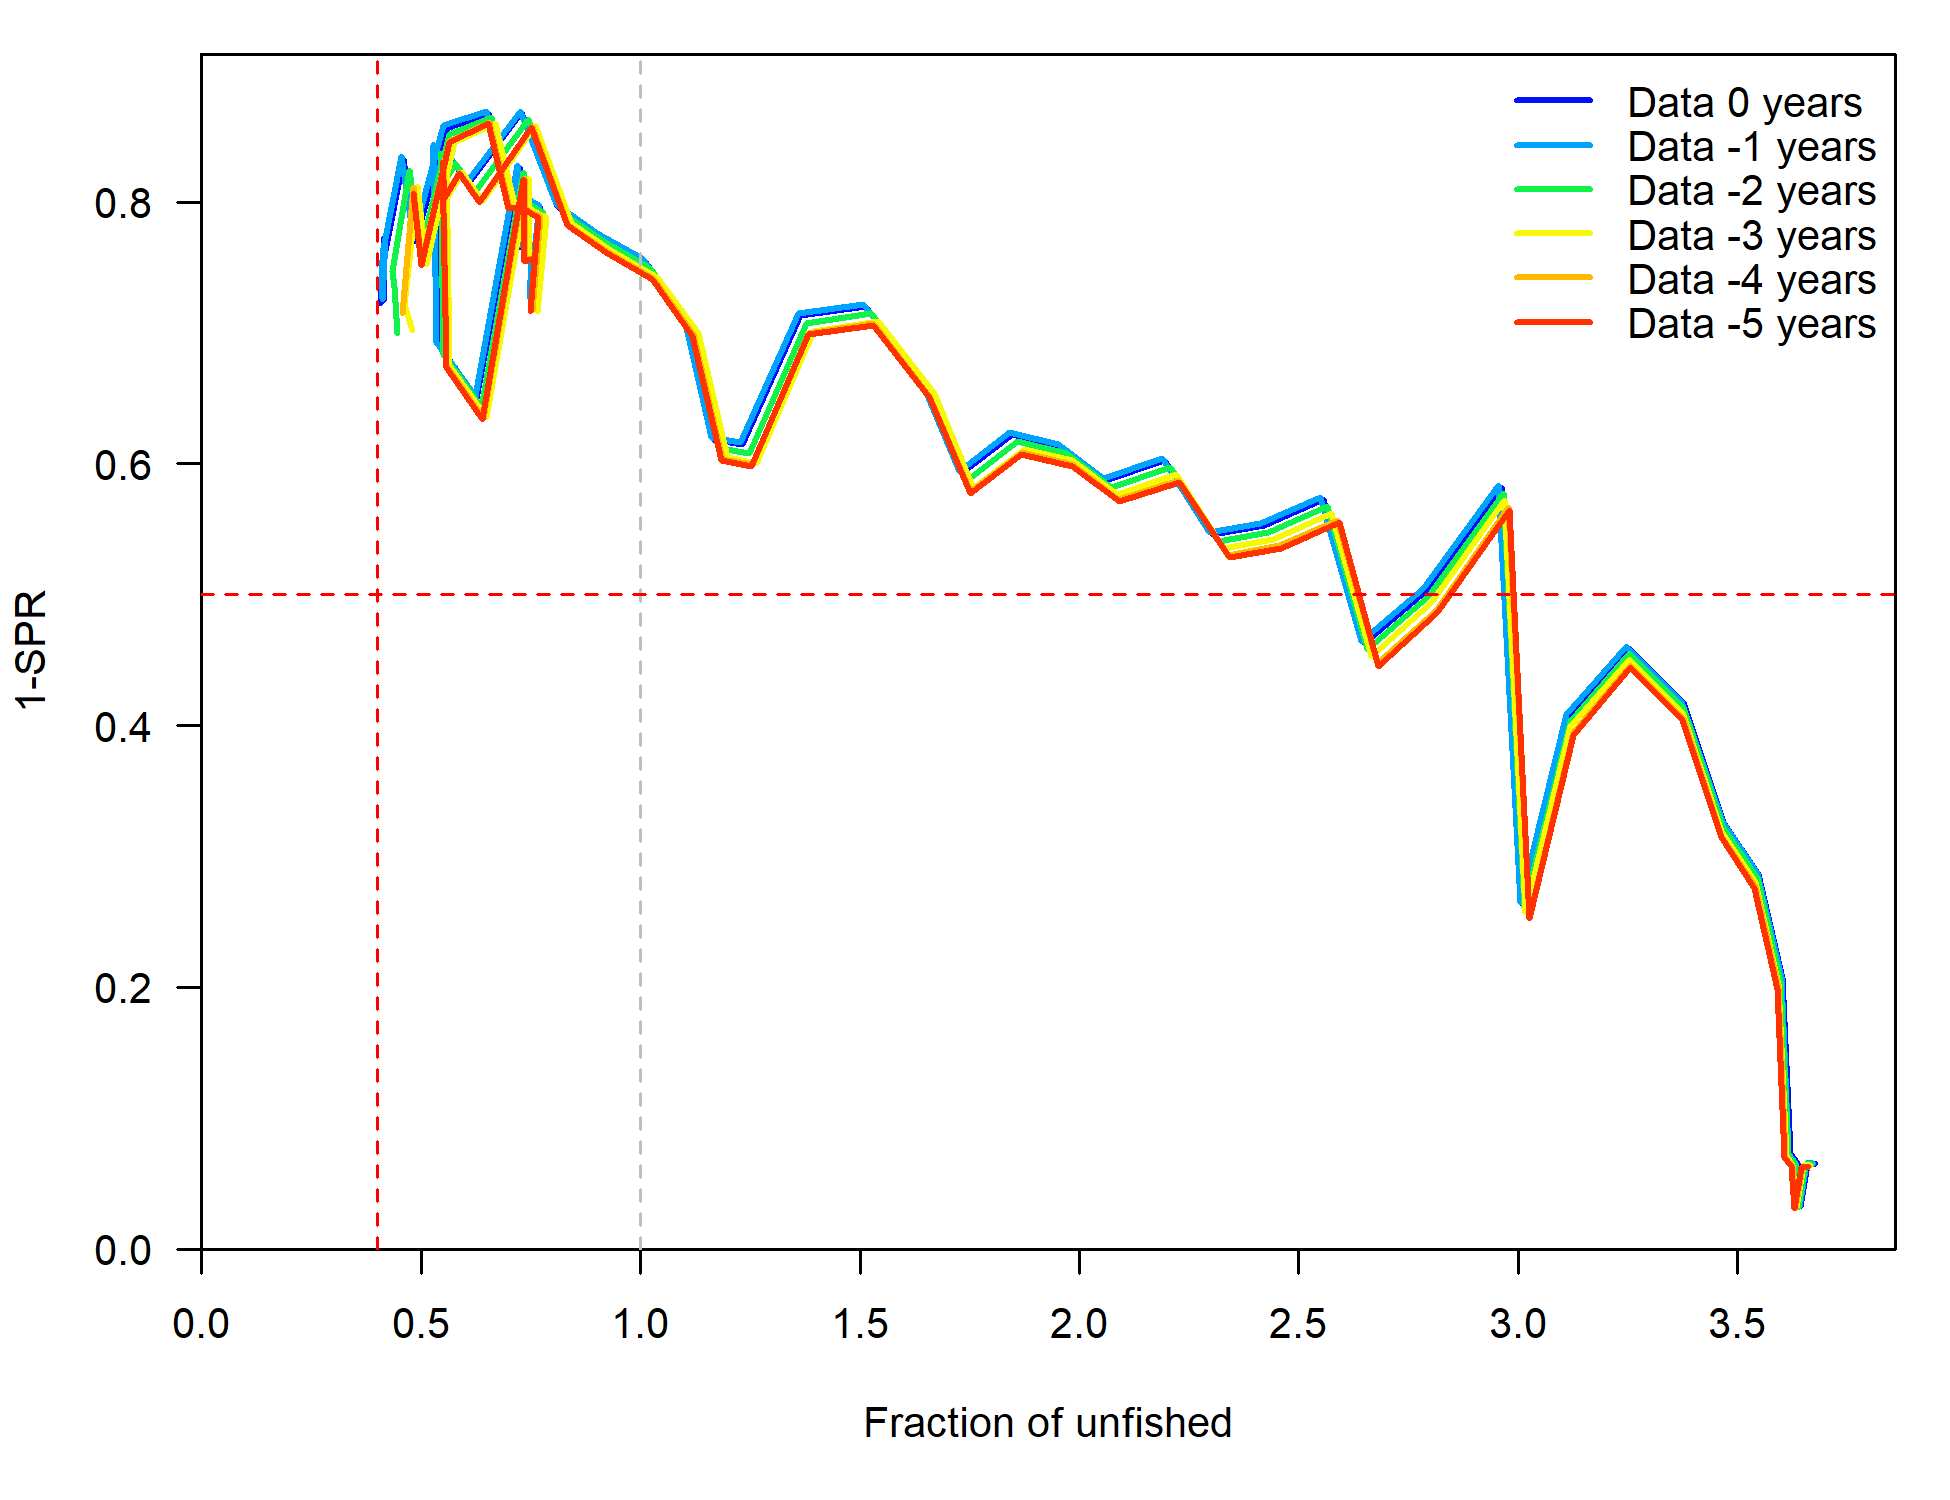 Data 0 years
Data -1 years
Data -2 years
Data -3 years
Data -4 years
Data -5 years
1-SPR
0.8
0.6
0.4
0.2
0.0
0.0 0.5 1.0 1.5 2.0 2.5 3.0 3.5
Fraction of unfished